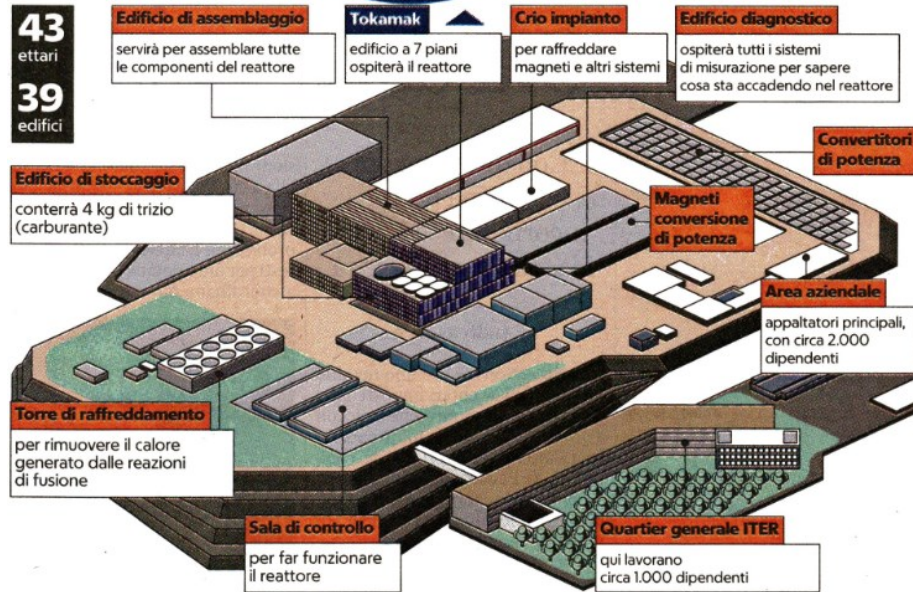 43
ettari
39
edifici
Edificio di assemblaggio
servirà per assemblare tutte
le componenti del reattore
Tokamak
edificio a 7 piani
ospiterà il reattore
Crio impianto
per raffreddare
magneti e altri sistemi
Edificio diagnostico
ospiterà tutti i sistemi
di misurazione per sapere
cosa sta accadendo nel reattore
Convertitori
di potenza
Edificio di stoccaggio
conterrà 4 kg di trizio
(carburante)
Magneti
conversione
di potenza
Area aziendale
appaltatori principali,
con circa 2.000
dipendenti
Torre di raffreddamento
per rimuovere il calore
generato dalle reazioni
di fusione
Sala di controllo
per far funzionare
il reattore
Quartier generale ITER
qui lavorano
circa 1.000 dipendenti